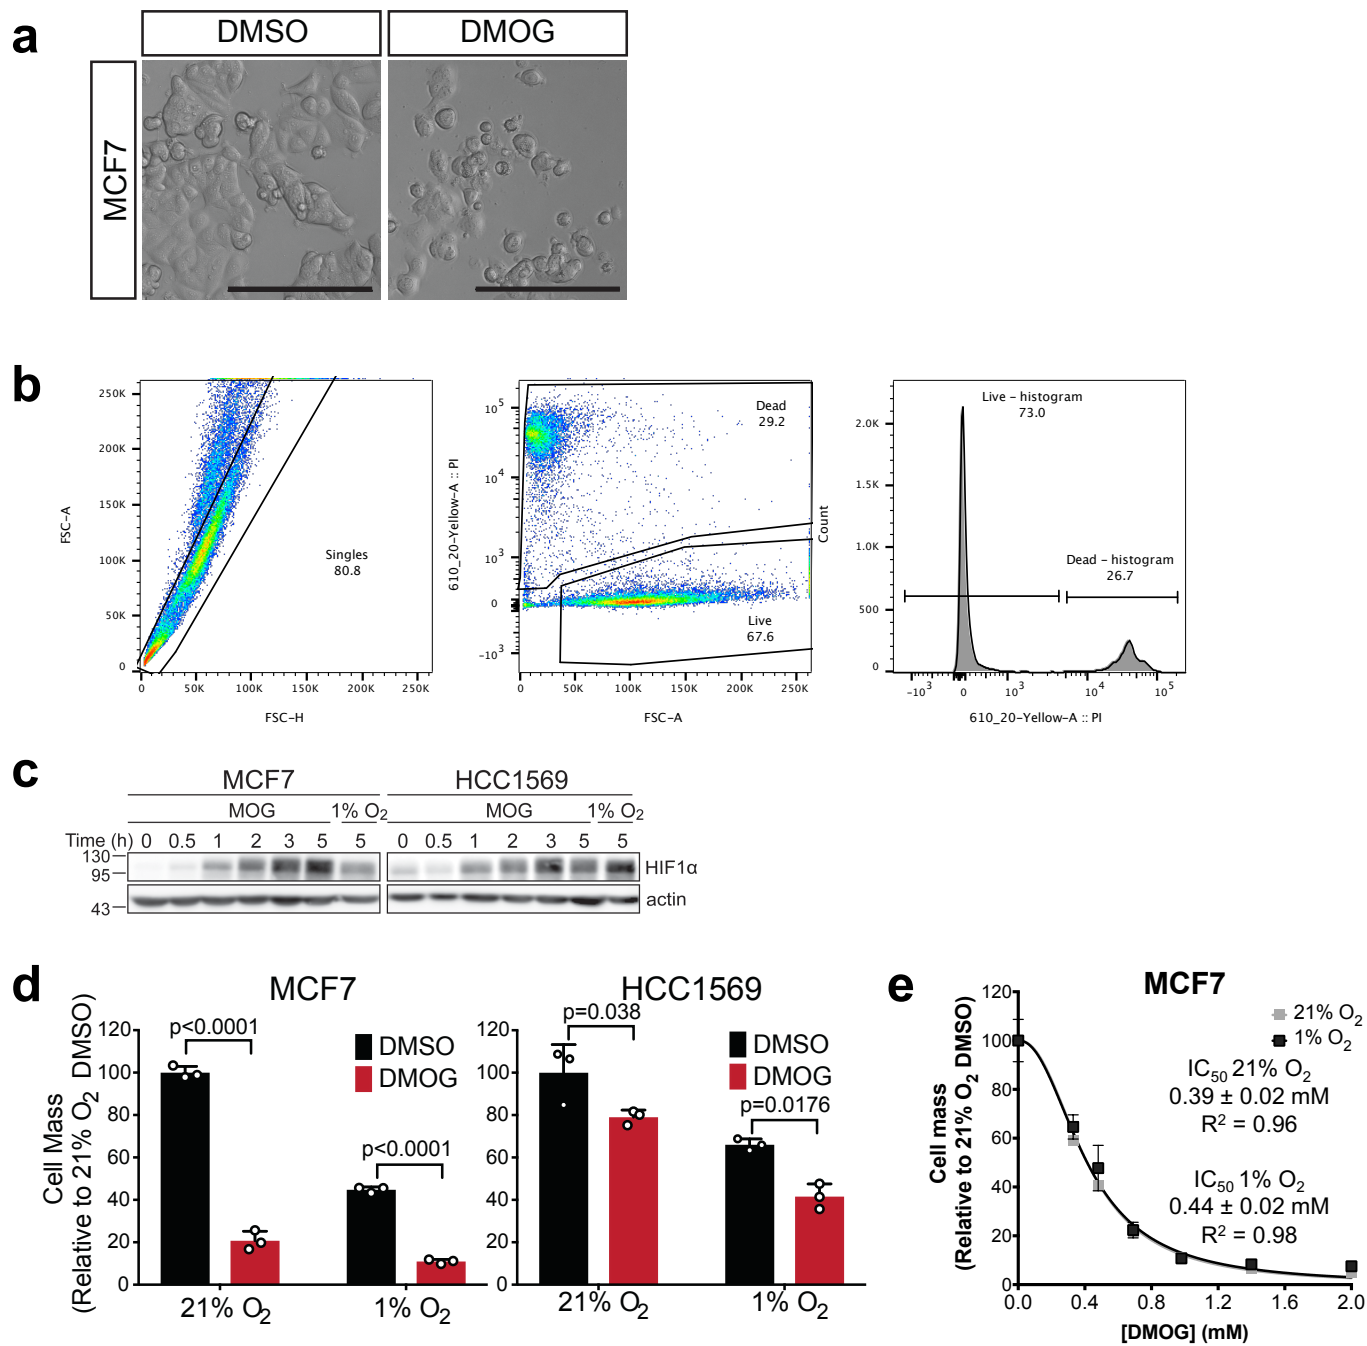 a
DMSO
DMOG
MCF7
b
250K
200K
150K
100K
50K
0
FSC-A
Singles
80.8
0
50K
100K
150K
200K
250K
FSC-H
10^5
10^4
10^3
0
-10^3
610_20-Yellow-A :: PI
Dead
29.2
Live
67.6
0
50K
100K
150K
200K
250K
FSC-A
Count
2.0K
1.5K
1.0K
500
0
Live - histogram
73.0
Dead - histogram
26.7
-10^3
0
10^3
10^4
10^5
610_20-Yellow-A :: PI
c
MCF7
HCC1569
MOG
1% O₂
MOG
1% O₂
Time (h) 0 0.5 1 2 3 5 5 0 0.5 1 2 3 5 5
130
95
HIF1α
43
actin
d
MCF7
HCC1569
Cell Mass
(Relative to 21% O₂ DMSO)
120
100
80
60
40
20
0
p<0.0001
p<0.0001
DMSO
DMOG
21% O₂
1% O₂
120
100
80
60
40
20
0
p=0.038
p=0.0176
DMSO
DMOG
21% O₂
1% O₂
e
MCF7
Cell mass
(Relative to 21% O₂ DMSO)
120
100
80
60
40
20
0
21% O₂
1% O₂
IC₅₀ 21% O₂
0.39 ± 0.02 mM
R² = 0.96
IC₅₀ 1% O₂
0.44 ± 0.02 mM
R² = 0.98
0.0
0.4
0.8
1.2
1.6
2.0
[DMOG] (mM)